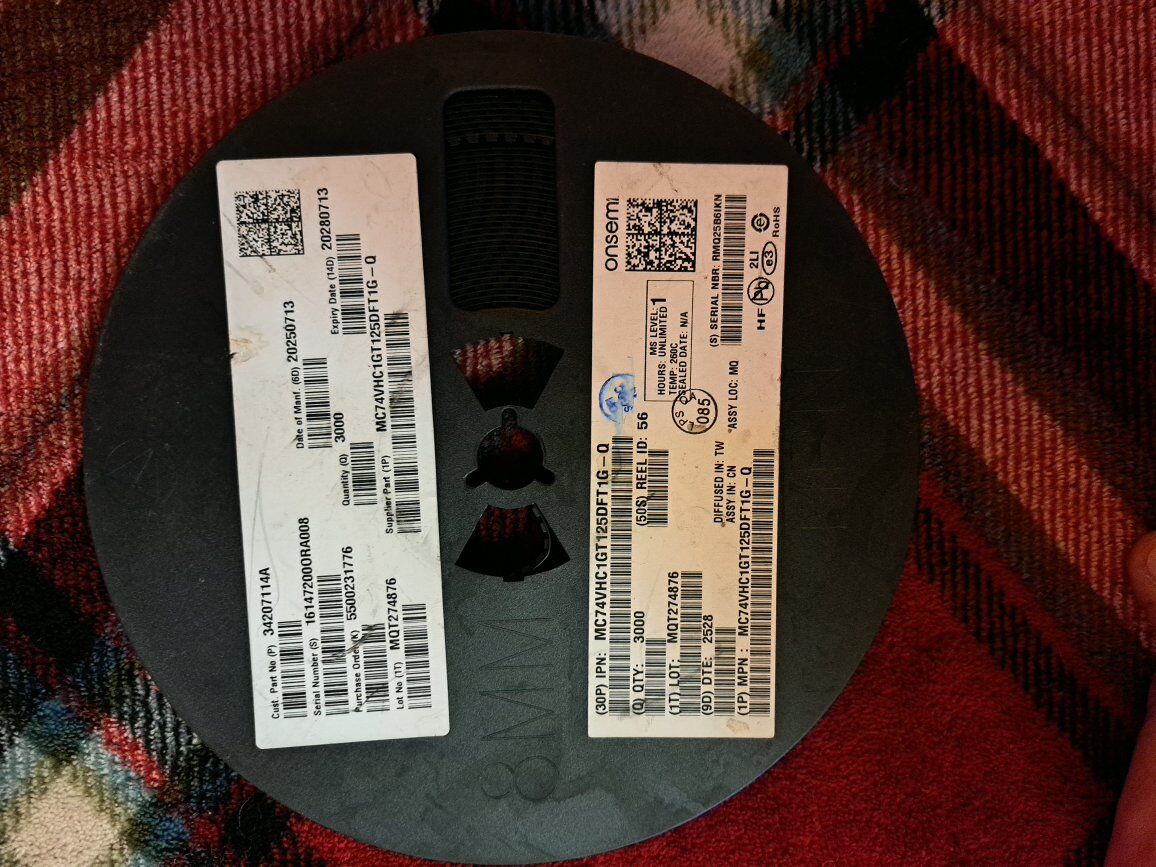 Cust. Part No (P) 34207114A
Serial Number (S) 161472000ORA008
Date of Manf. (6D) 20250713
Purchase Order(K) 5500231776
Quantity (Q) 3000
Expiry Date (14D) 20280713
Lot No (1T) MQT274876
Supplier Part (1P) MC74VHC1GT125DFT1G-Q
8MM
onsemi
(30P) IPN: MC74VHC1GT125DFT1G-Q
(Q) QTY: 3000
(50S) REEL ID: 56
(1T) LOT: MQT274876
(9D) DTE: 2528
MS LEVEL:1
HOURS: UNLIMITED
TEMP: 260C
SEALED DATE: N/A
085
(S) SERIAL NBR: RMQ25B6IKN
DIFFUSED IN: TW
ASSY IN: CN
*ASSY LOC: MQ
(1P) MPN: MC74VHC1GT125DFT1G-Q
HF Pb 2LI e3 e RoHS